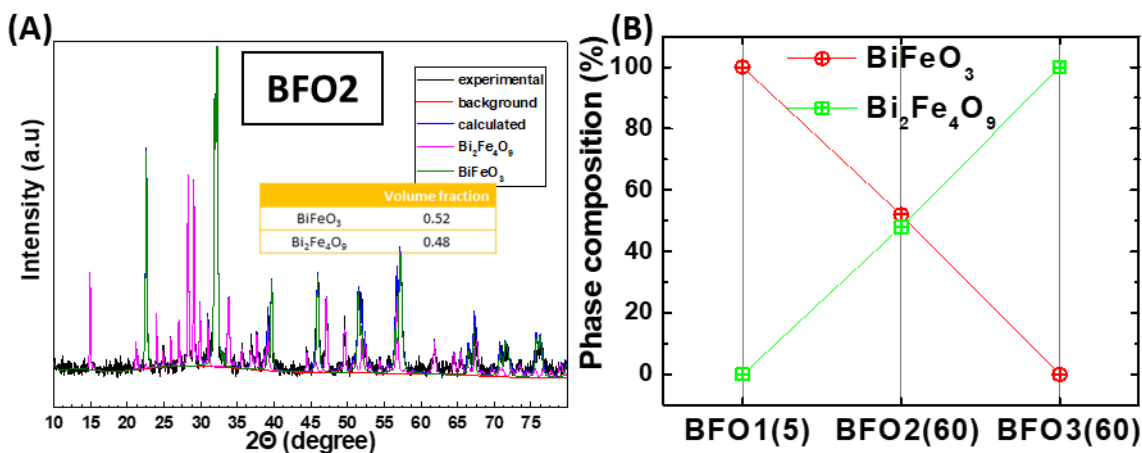 (A)
BFO2
experimental
background
calculated
Bi₂Fe₄O₉
BiFeO₃
Volume fraction
BiFeO₃ 0.52
Bi₂Fe₄O₉ 0.48
Intensity (a.u)
10 15 20 25 30 35 40 45 50 55 60 65 70 75
2Θ (degree)
(B)
BiFeO₃
Bi₂Fe₄O₉
Phase composition (%)
100
80
60
40
20
0
BFO1(5) BFO2(60) BFO3(60)